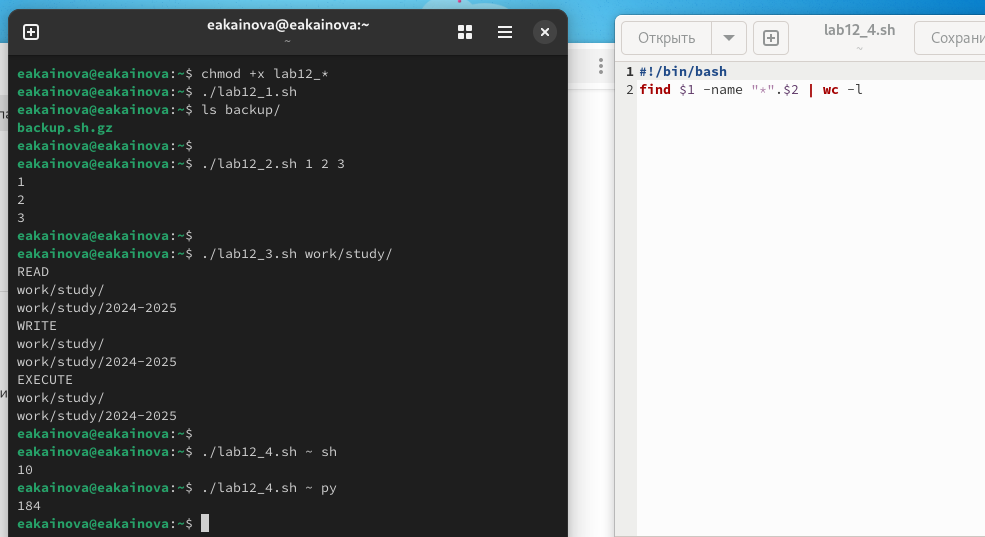 eakainova@eakainova:~
~
eakainova@eakainova:~$ chmod +x lab12_*
eakainova@eakainova:~$ ./lab12_1.sh
eakainova@eakainova:~$ ls backup/
backup.sh.gz
eakainova@eakainova:~$
eakainova@eakainova:~$ ./lab12_2.sh 1 2 3
1
2
3
eakainova@eakainova:~$
eakainova@eakainova:~$ ./lab12_3.sh work/study/
READ
work/study/
work/study/2024-2025
WRITE
work/study/
work/study/2024-2025
EXECUTE
work/study/
work/study/2024-2025
eakainova@eakainova:~$
eakainova@eakainova:~$ ./lab12_4.sh ~ sh
10
eakainova@eakainova:~$ ./lab12_4.sh ~ py
184
eakainova@eakainova:~$
Открыть
lab12_4.sh
~
Сохрани
1 #!/bin/bash
2 find $1 -name "*".$2 | wc -l